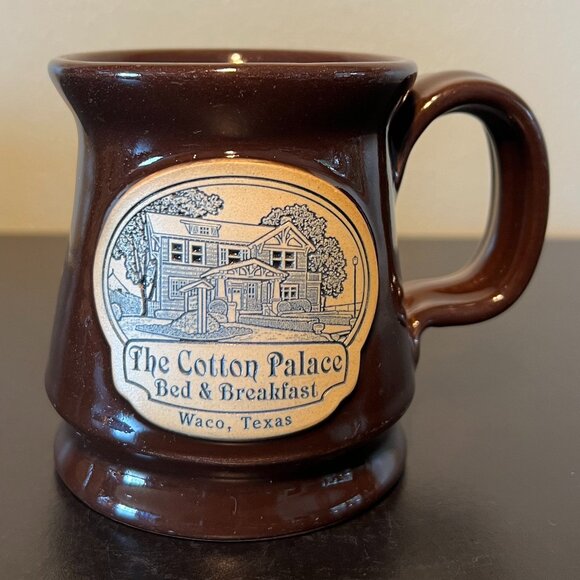 The Cotton Palace
Bed & Breakfast
Waco, Texas